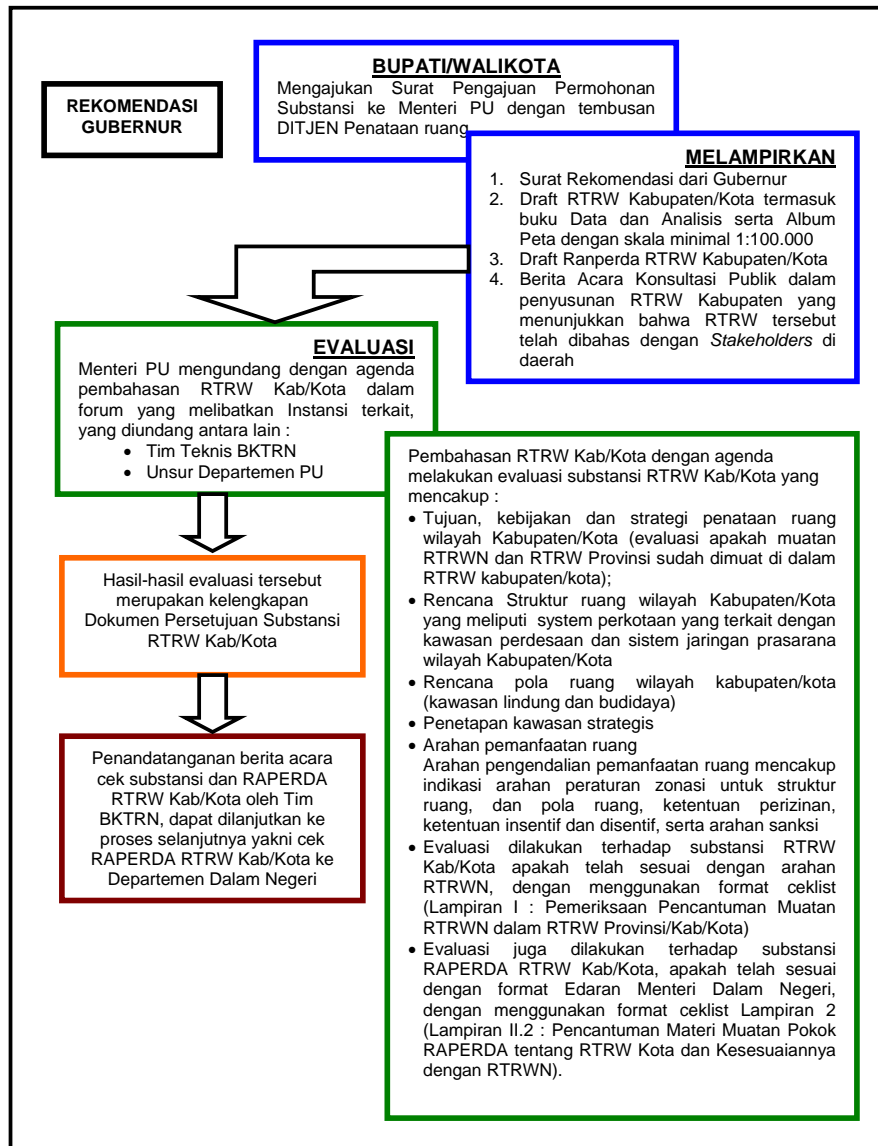 REKOMENDASI
GUBERNUR
BUPATI/WALIKOTA
Mengajukan Surat Pengajuan Permohonan
Substansi ke Menteri PU dengan tembusan
DITJEN Penataan ruang
MELAMPIRKAN
1. Surat Rekomendasi dari Gubernur
2. Draft RTRW Kabupaten/Kota termasuk
buku Data dan Analisis serta Album
Peta dengan skala minimal 1:100.000
3. Draft Ranperda RTRW Kabupaten/Kota
4. Berita Acara Konsultasi Publik dalam
penyusunan RTRW Kabupaten yang
menunjukkan bahwa RTRW tersebut
telah dibahas dengan Stakeholders di
daerah
EVALUASI
Menteri PU mengundang dengan agenda
pembahasan RTRW Kab/Kota dalam
forum yang melibatkan Instansi terkait,
yang diundang antara lain :
• Tim Teknis BKTRN
• Unsur Departemen PU
Pembahasan RTRW Kab/Kota dengan agenda
melakukan evaluasi substansi RTRW Kab/Kota yang
mencakup :
• Tujuan, kebijakan dan strategi penataan ruang
wilayah Kabupaten/Kota (evaluasi apakah muatan
RTRWN dan RTRW Provinsi sudah dimuat di dalam
RTRW kabupaten/kota);
• Rencana Struktur ruang wilayah Kabupaten/Kota
yang meliputi system perkotaan yang terkait dengan
kawasan perdesaan dan sistem jaringan prasarana
wilayah Kabupaten/Kota
• Rencana pola ruang wilayah kabupaten/kota
(kawasan lindung dan budidaya)
• Penetapan kawasan strategis
• Arahan pemanfaatan ruang
Arahan pengendalian pemanfaatan ruang mencakup
indikasi arahan peraturan zonasi untuk struktur
ruang, dan pola ruang, ketentuan perizinan,
ketentuan insentif dan disentif, serta arahan sanksi
• Evaluasi dilakukan terhadap substansi RTRW
Kab/Kota apakah telah sesuai dengan arahan
RTRWN, dengan menggunakan format ceklist
(Lampiran I : Pemeriksaan Pencantuman Muatan
RTRWN dalam RTRW Provinsi/Kab/Kota)
• Evaluasi juga dilakukan terhadap substansi
RAPERDA RTRW Kab/Kota, apakah telah sesuai
dengan format Edaran Menteri Dalam Negeri,
dengan menggunakan format ceklist Lampiran 2
(Lampiran II.2 : Pencantuman Materi Muatan Pokok
RAPERDA tentang RTRW Kota dan Kesesuaiannya
dengan RTRWN).
Hasil-hasil evaluasi tersebut
merupakan kelengkapan
Dokumen Persetujuan Substansi
RTRW Kab/Kota
Penandatanganan berita acara
cek substansi dan RAPERDA
RTRW Kab/Kota oleh Tim
BKTRN, dapat dilanjutkan ke
proses selanjutnya yakni cek
RAPERDA RTRW Kab/Kota ke
Departemen Dalam Negeri